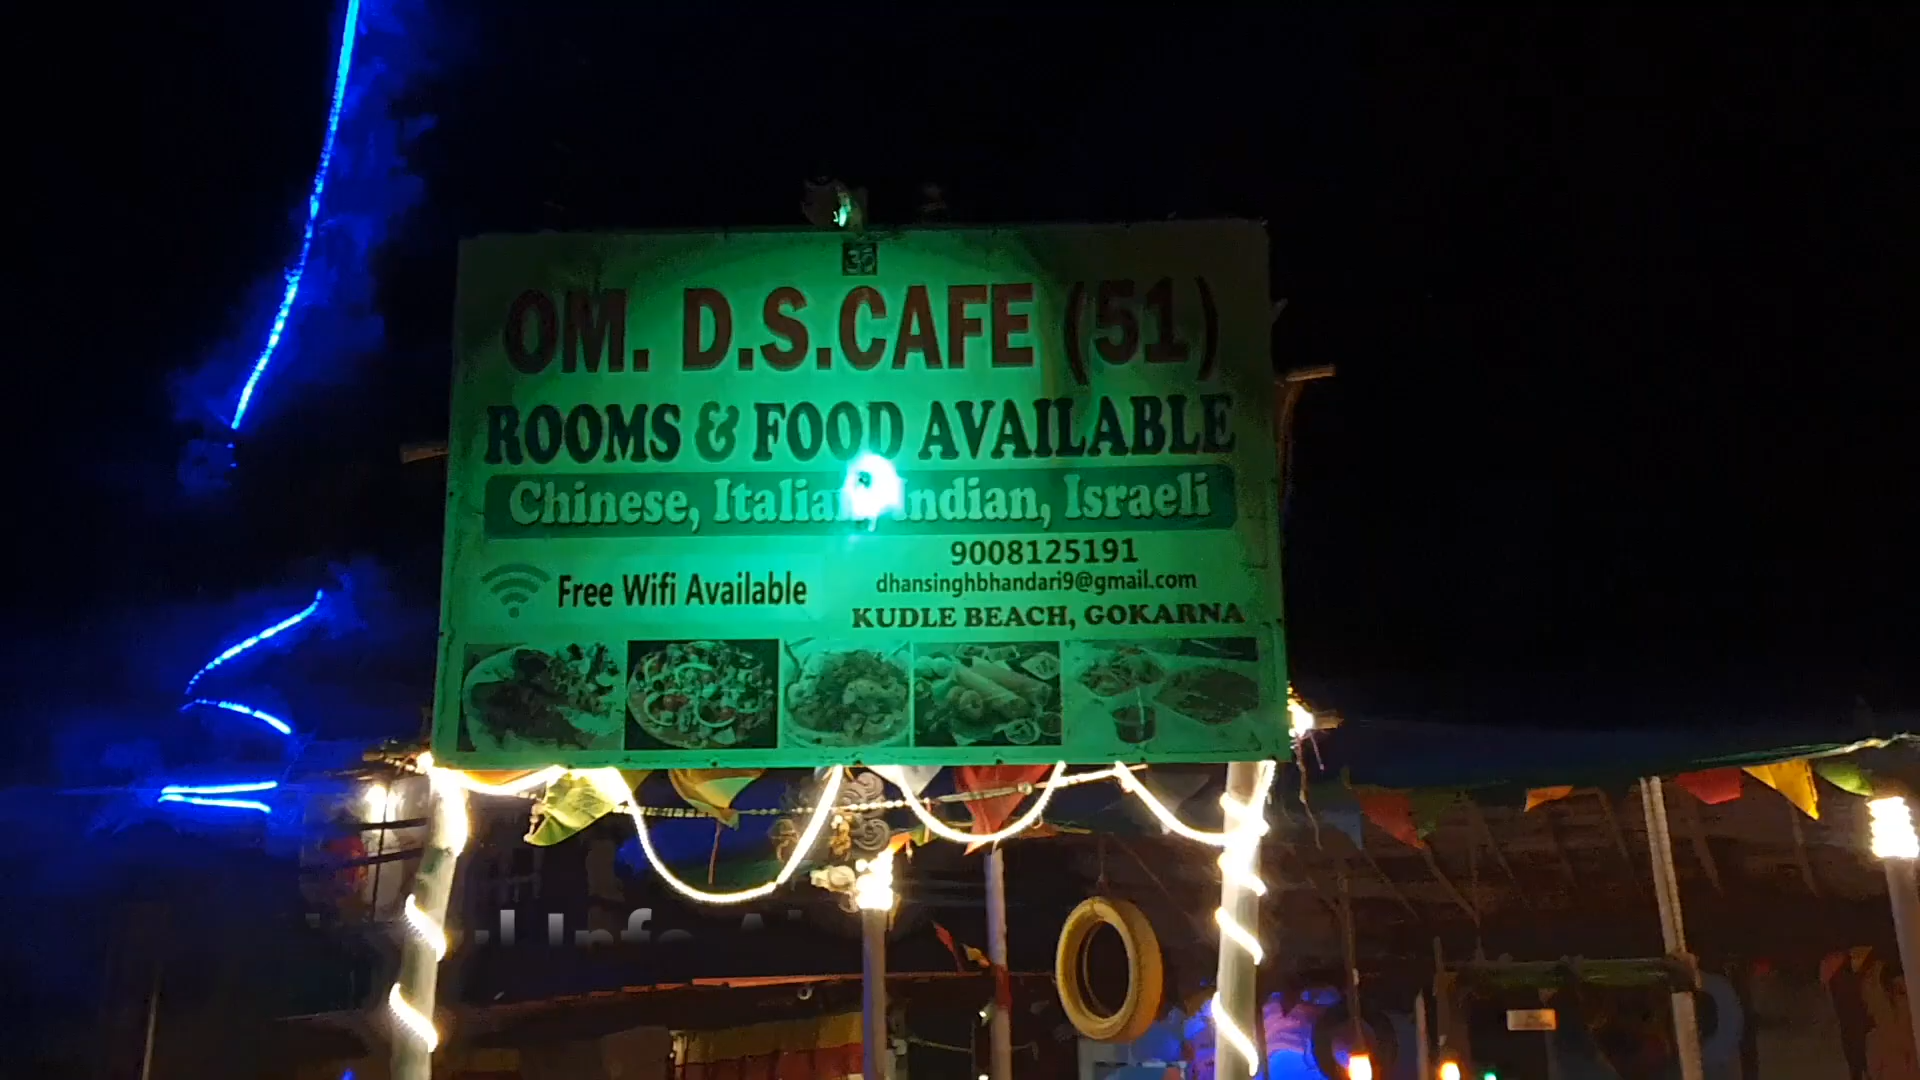 ॐ
OM. D.S.CAFE (51)
ROOMS & FOOD AVAILABLE
Chinese, Italian, Indian, Israeli
9008125191
Free Wifi Available
dhansinghbhandari9@gmail.com
KUDLE BEACH, GOKARNA